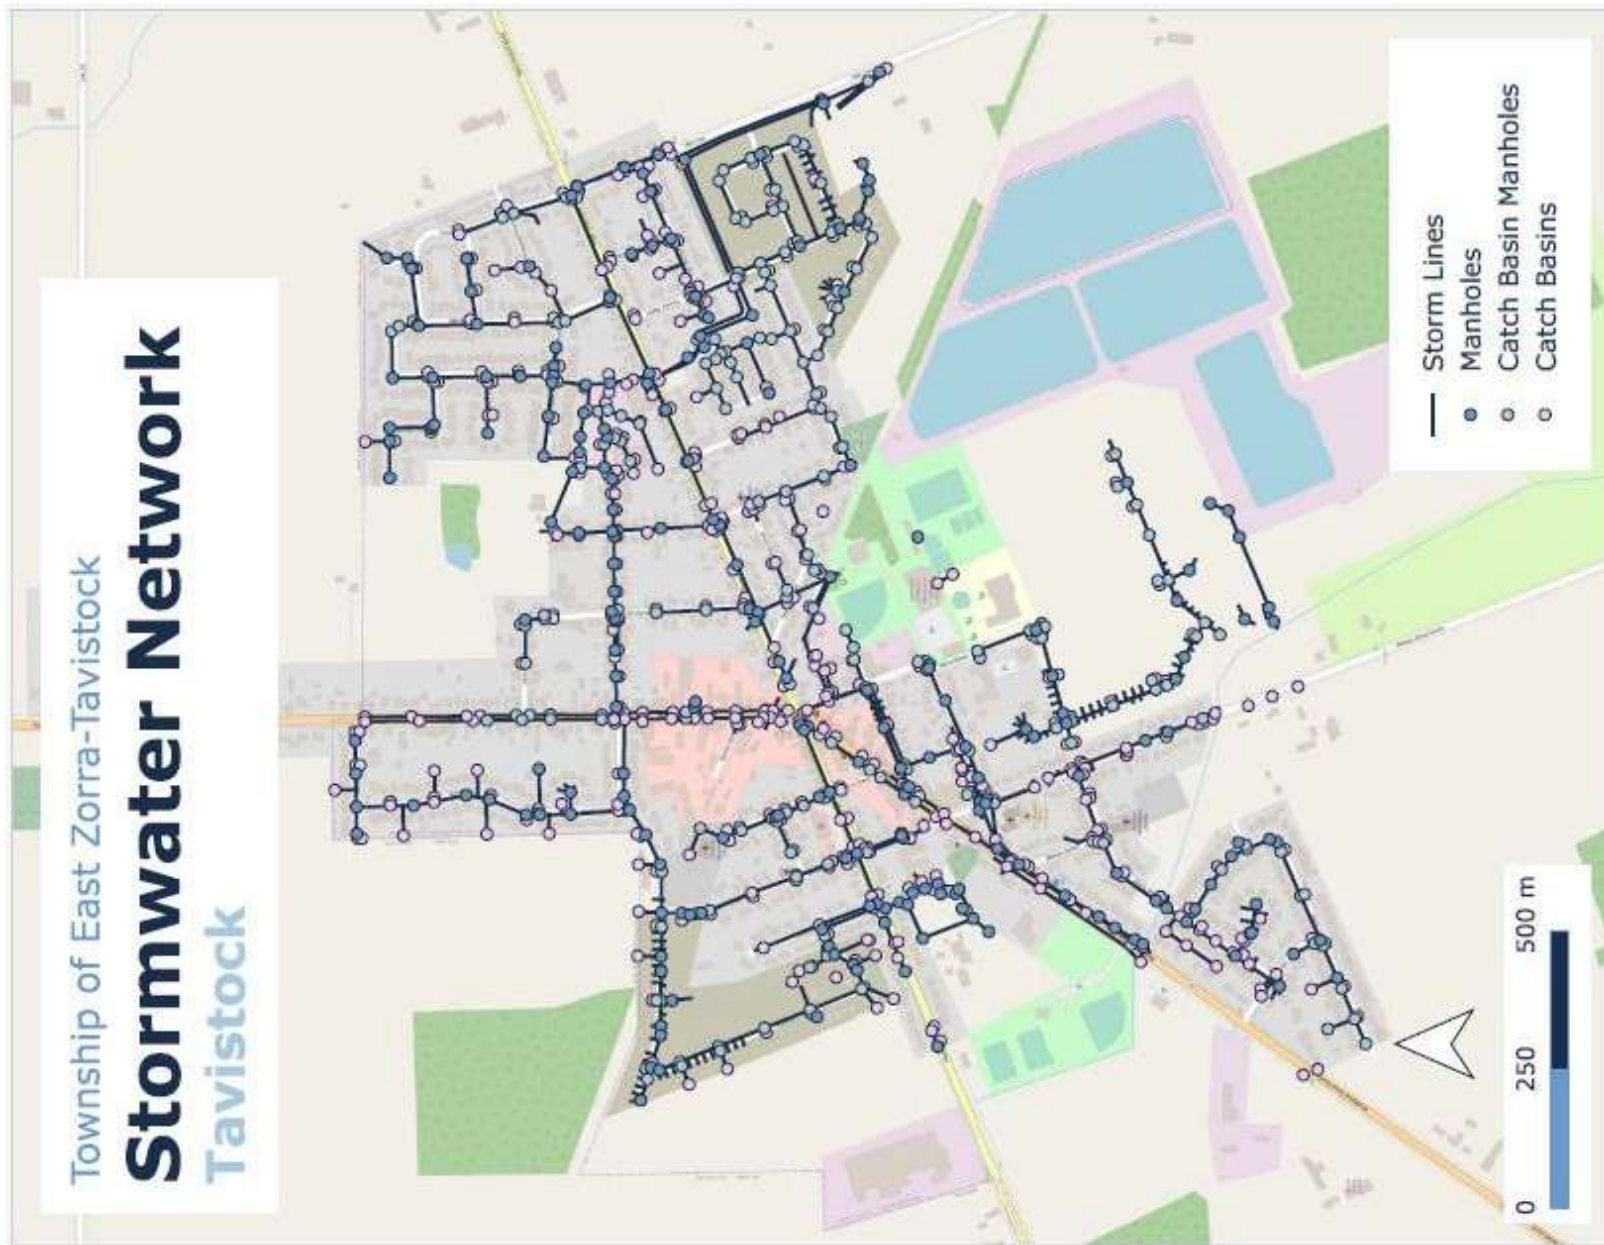 Township of East Zorra-Tavistock
Stormwater Network
Tavistock
Storm Lines
Manholes
Catch Basin Manholes
Catch Basins
0 250 500 m